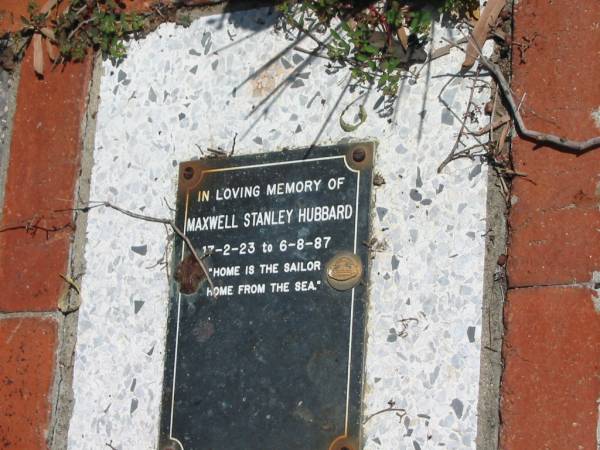 IN LOVING MEMORY OF
MAXWELL STANLEY HUBBARD
17-2-23 to 6-8-87
"HOME IS THE SAILOR
HOME FROM THE SEA."